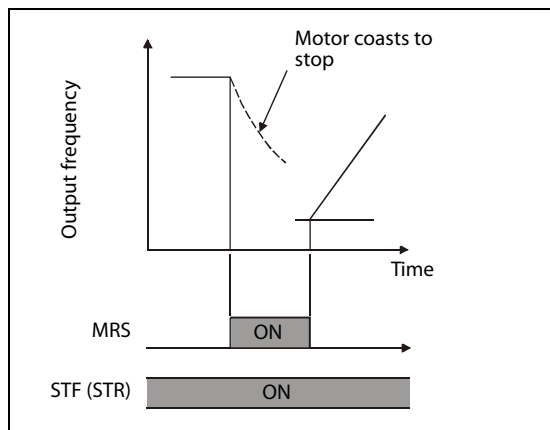 Motor coasts to
stop
Output frequency
Time
MRS
ON
STF (STR)
ON